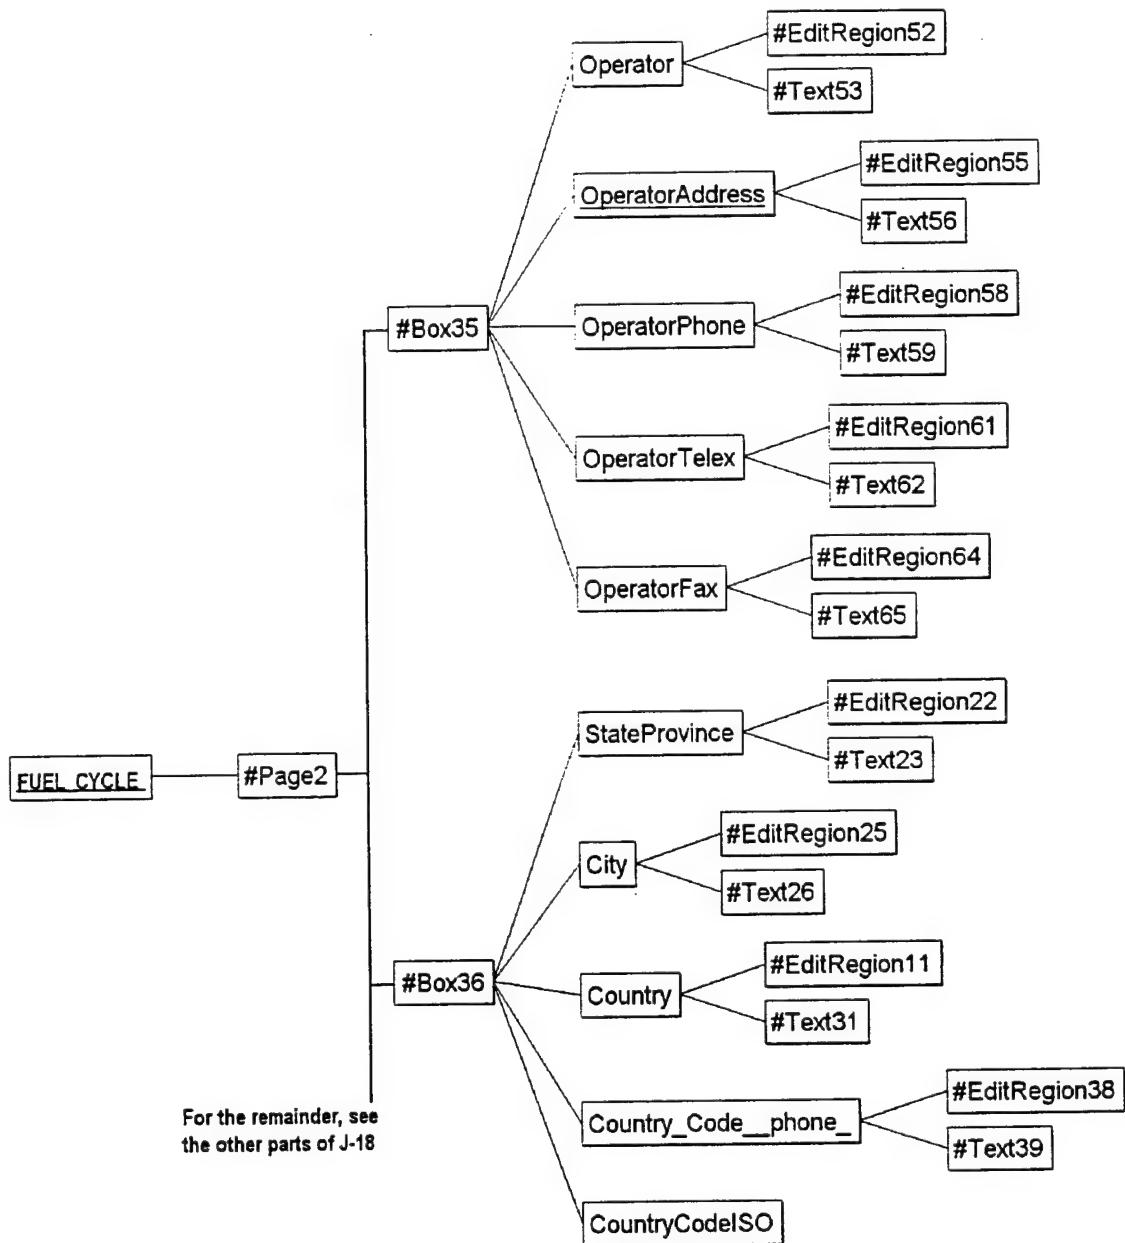 Operator
#EditRegion52
#Text53
OperatorAddress
#EditRegion55
#Text56
#Box35
OperatorPhone
#EditRegion58
#Text59
OperatorTelex
#EditRegion61
#Text62
OperatorFax
#EditRegion64
#Text65
FUEL_CYCLE
#Page2
StateProvince
#EditRegion22
#Text23
City
#EditRegion25
#Text26
#Box36
Country
#EditRegion11
#Text31
Country_Code__phone_
#EditRegion38
#Text39
CountryCodeISO
For the remainder, see
the other parts of J-18